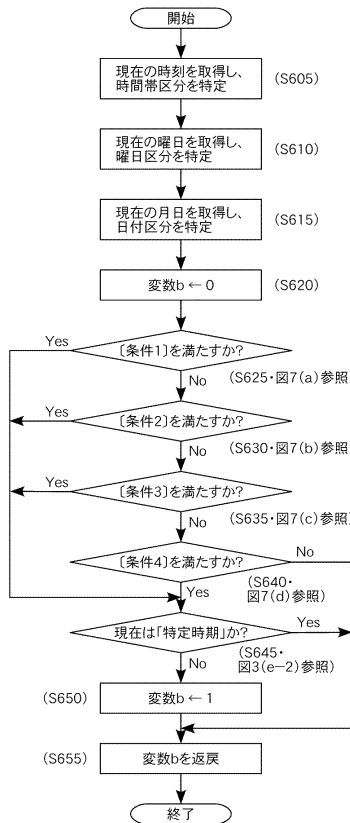 開始
現在の時刻を取得し、
時間帯区分を特定
(S605)
現在の曜日を取得し、
曜日区分を特定
(S610)
現在の月日を取得し、
日付区分を特定
(S615)
変数b ← 0
(S620)
Yes
〔条件1〕を満たすか?
No
(S625・図7(a)参照)
Yes
〔条件2〕を満たすか?
No
(S630・図7(b)参照)
Yes
〔条件3〕を満たすか?
No
(S635・図7(c)参照)
〔条件4〕を満たすか?
No
Yes
(S640・
図7(d)参照)
現在は「特定時期」か?
Yes
No
(S645・
図3(e−2)参照)
(S650)
変数b ← 1
(S655)
変数bを返戻
終了